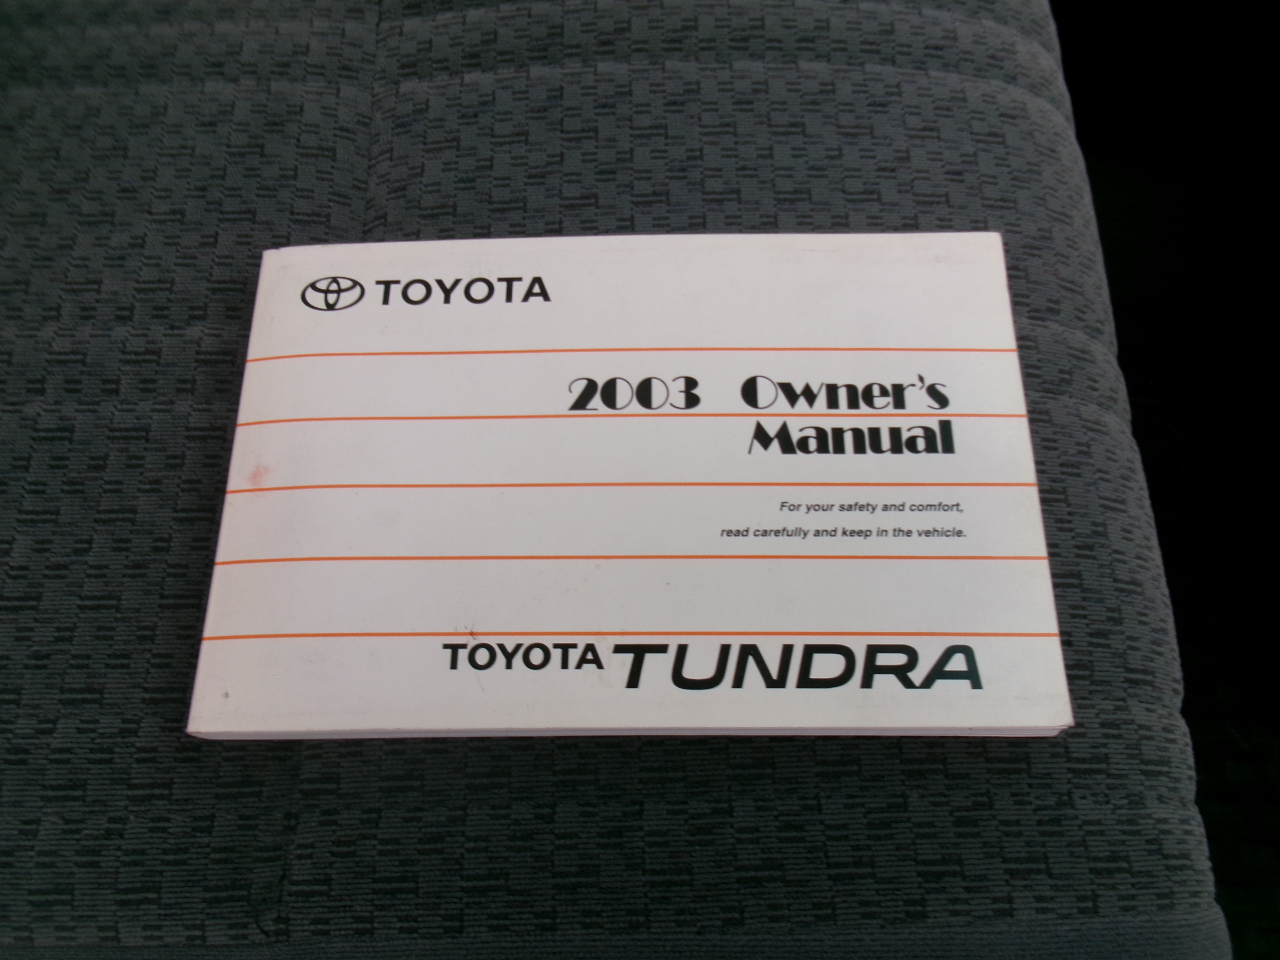 TOYOTA
2003 Owner's
Manual
For your safety and comfort,
read carefully and keep in the vehicle.
TOYOTA TUNDRA